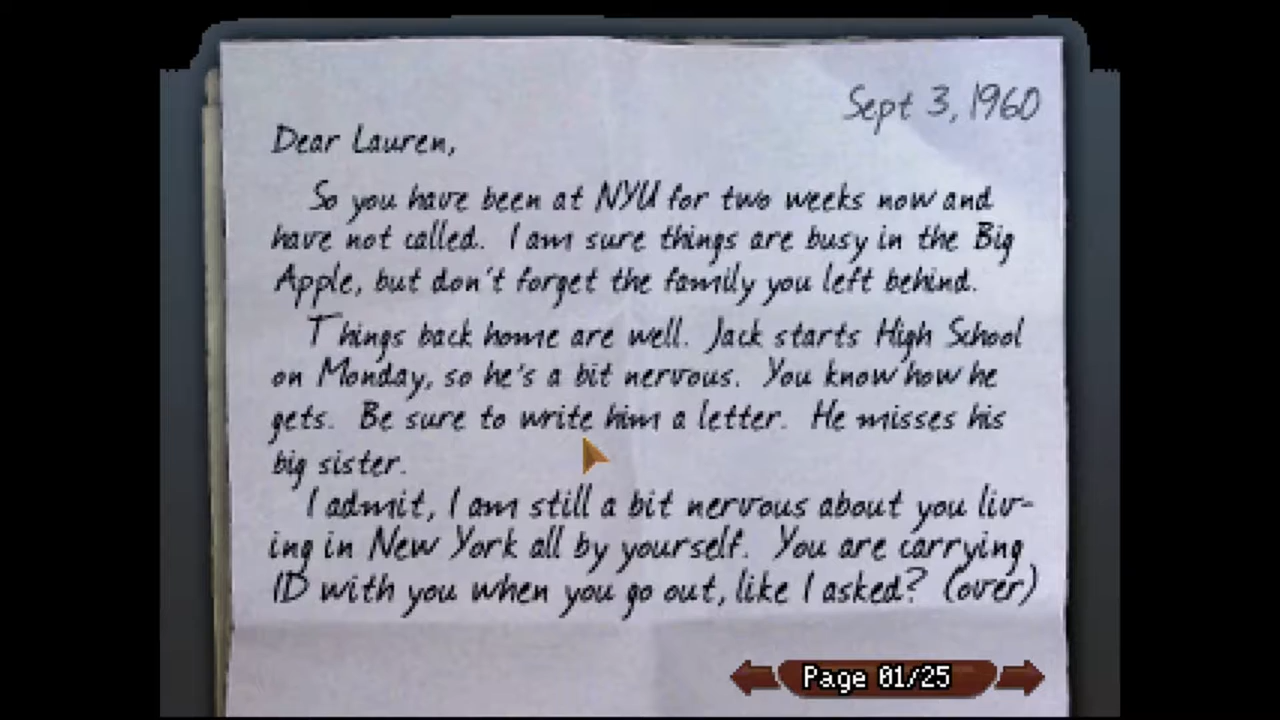 Sept 3, 1960
Dear Lauren,
So you have been at NYU for two weeks now and
have not called. I am sure things are busy in the Big
Apple, but don't forget the family you left behind.
Things back home are well. Jack starts High School
on Monday, so he's a bit nervous. You know how he
gets. Be sure to write him a letter. He misses his
big sister.
I admit, I am still a bit nervous about you liv-
ing in New York all by yourself. You are carrying
ID with you when you go out, like I asked? (over)
Page 01/25